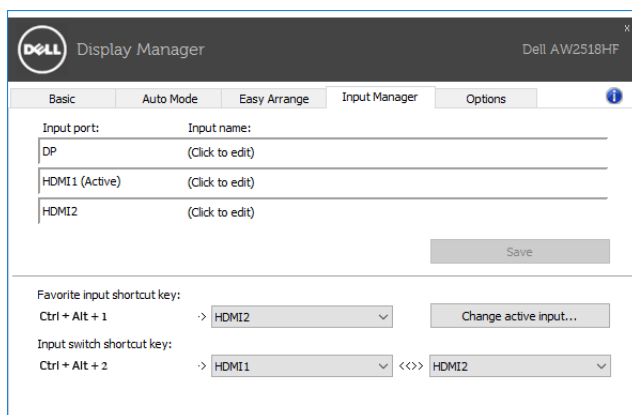 DELL Display Manager Dell AW2518HF
x
Basic Auto Mode Easy Arrange Input Manager Options i
Input port: Input name:
DP (Click to edit)
HDMI1 (Active) (Click to edit)
HDMI2 (Click to edit)
Save
Favorite input shortcut key:
Ctrl + Alt + 1 -> HDMI2 Change active input...
Input switch shortcut key:
Ctrl + Alt + 2 -> HDMI1 <<>> HDMI2